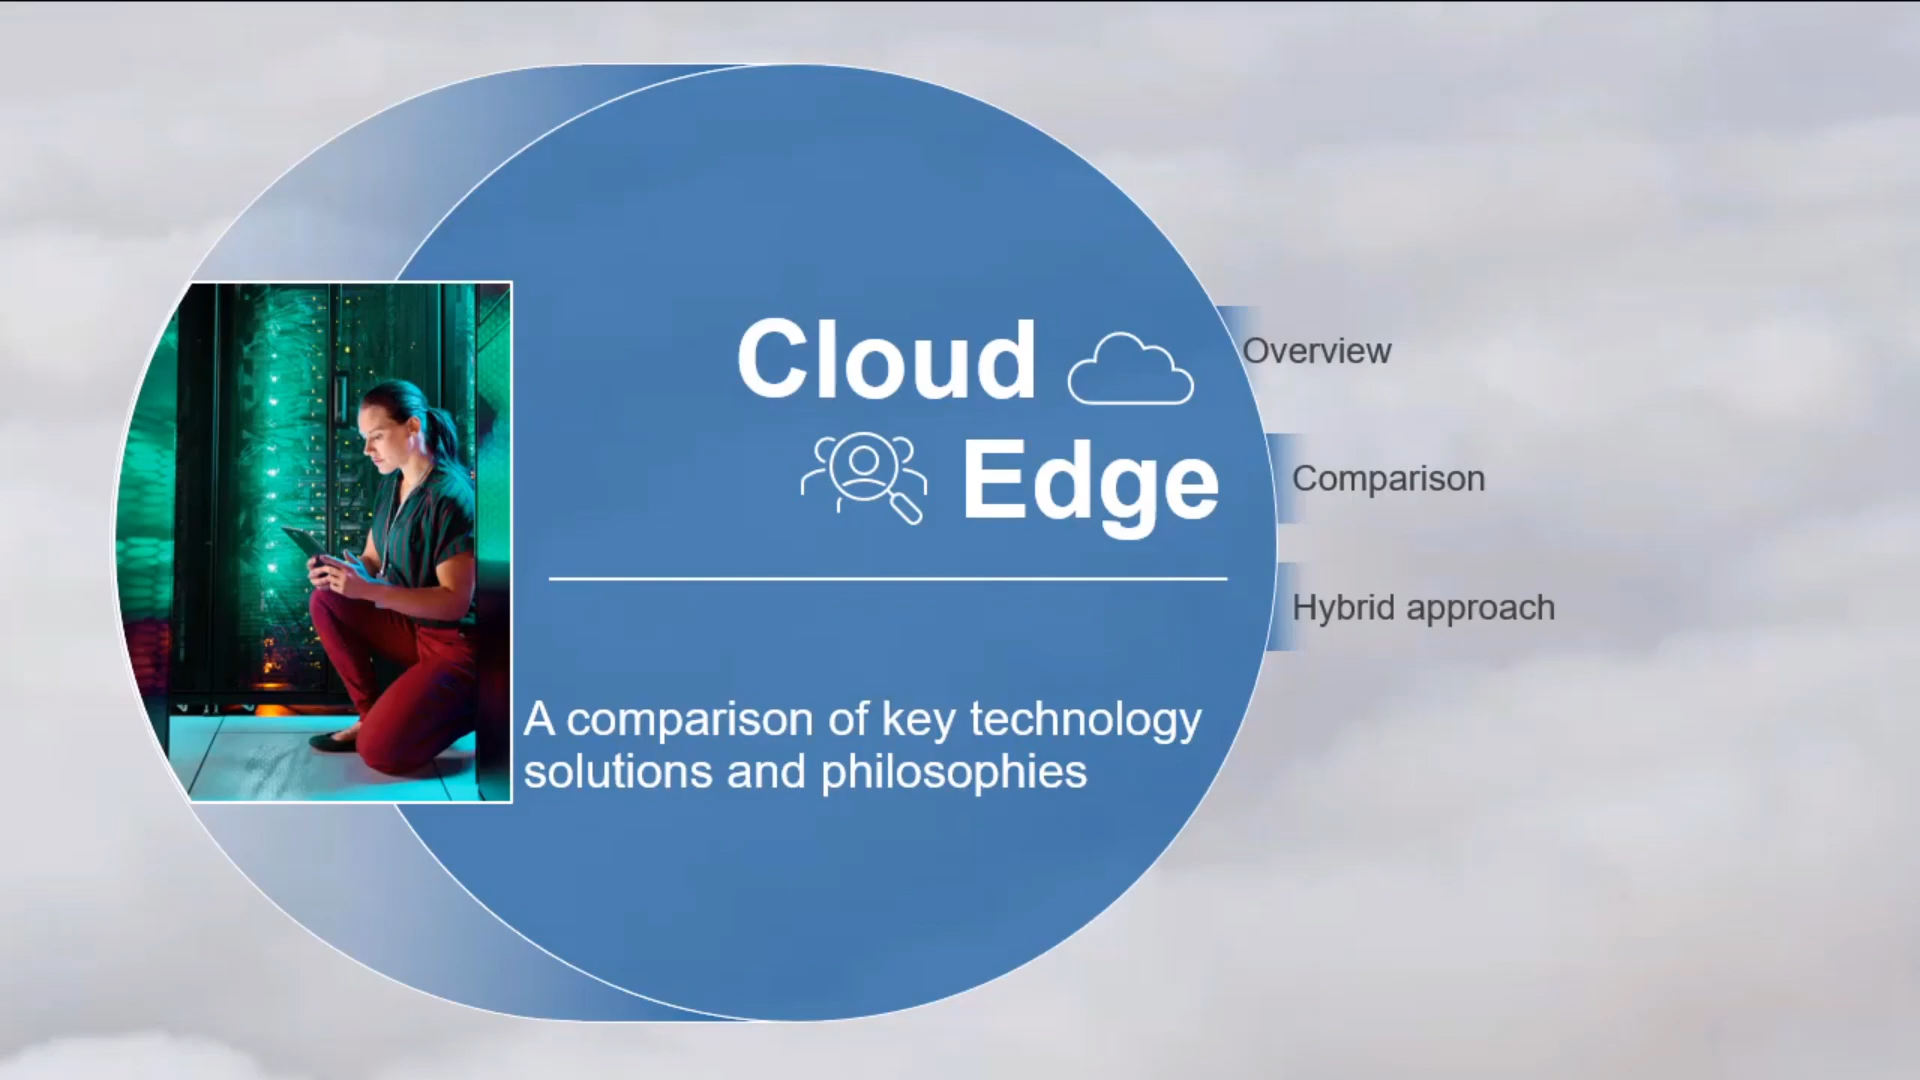 Cloud
Edge
A comparison of key technology
solutions and philosophies
Overview
Comparison
Hybrid approach